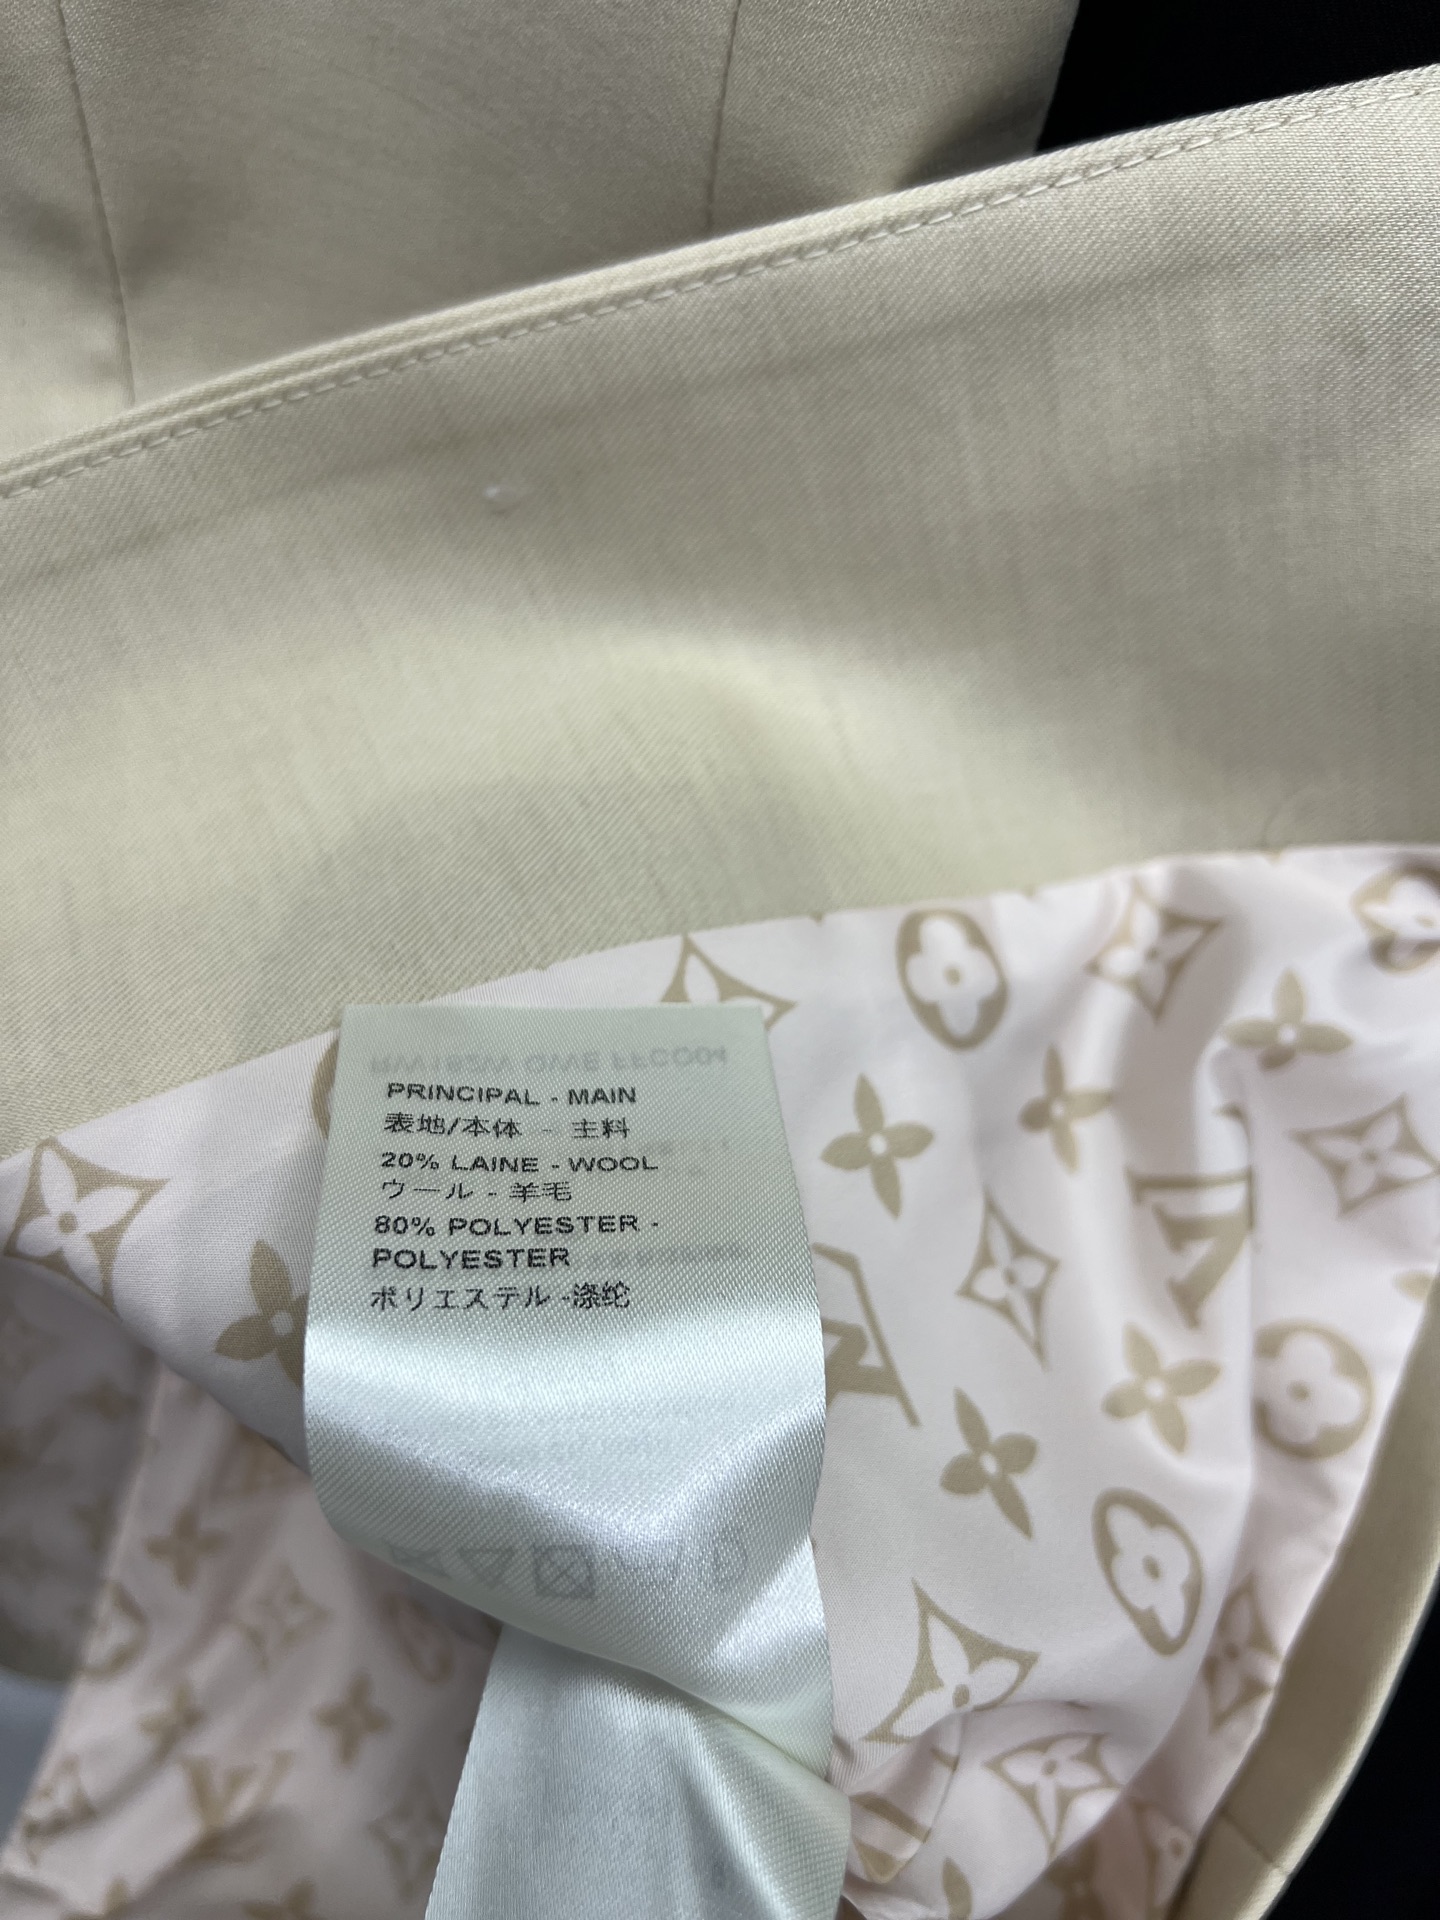 PRINCIPAL - MAIN
表地/本体 - 主料
20% LAINE - WOOL
ウール - 羊毛
80% POLYESTER -
POLYESTER
ポリエステル -涤纶